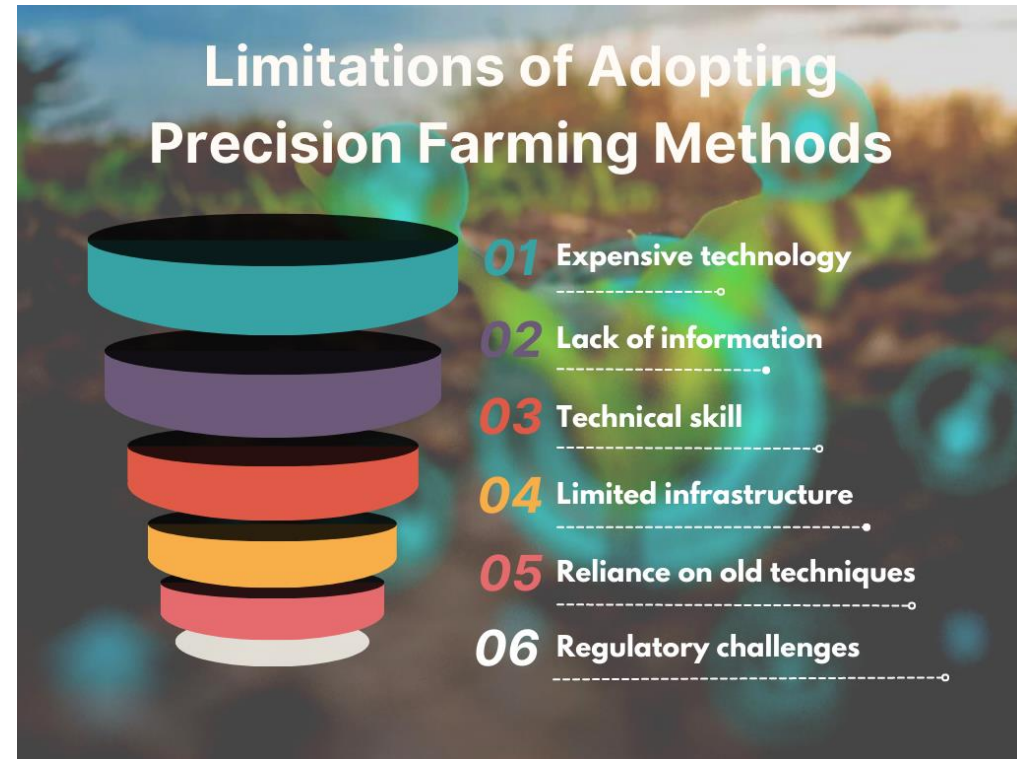 Limitations of Adopting
Precision Farming Methods
01 Expensive technology
02 Lack of information
03 Technical skill
04 Limited infrastructure
05 Reliance on old techniques
06 Regulatory challenges